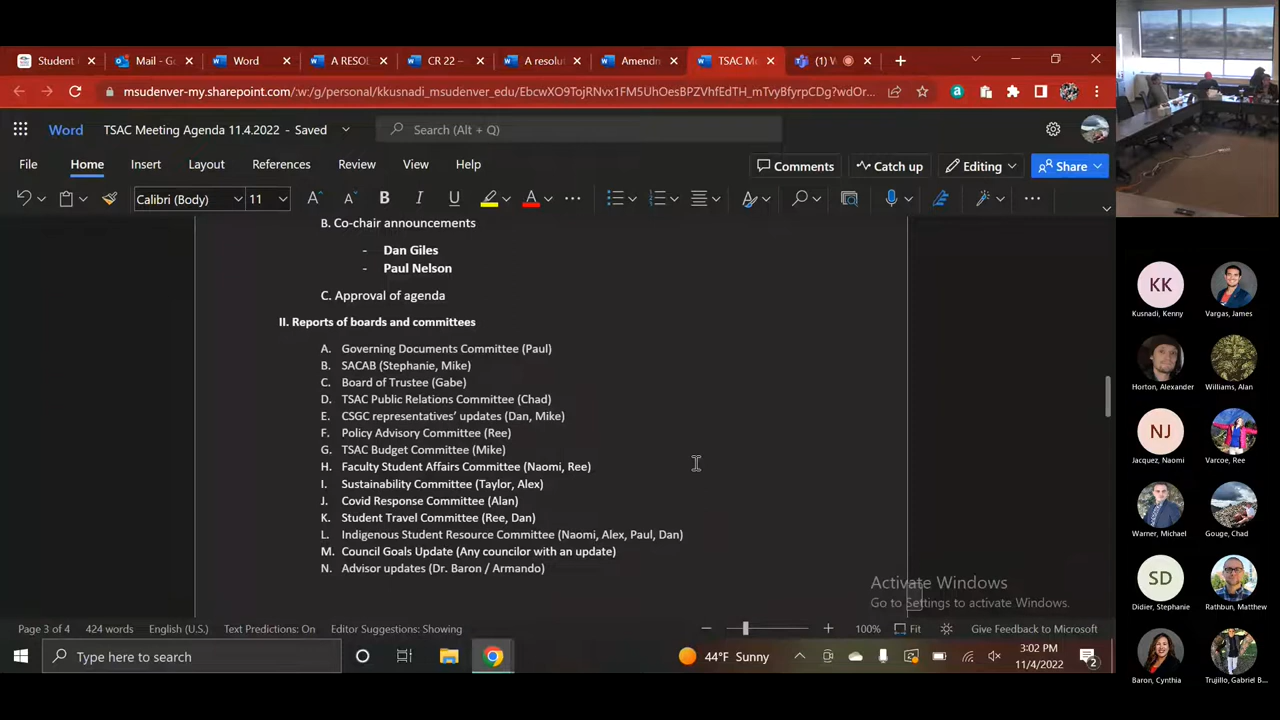 Student
Mail - Go
Word
A RESOL
CR 22 –
A resolut
Amendm
TSAC Me
(1) V
msudenver-my.sharepoint.com/:w:/g/personal/kkusnadi_msudenver_edu/EbcwXO9TojRNvx1FM5UhOesBPZVhfEdTH_mTvyBfyrpCDg?wdOr...
Word
TSAC Meeting Agenda 11.4.2022 - Saved
Search (Alt + Q)
File
Home
Insert
Layout
References
Review
View
Help
Comments
Catch up
Editing
Share
Calibri (Body)
11
B. Co-chair announcements
- Dan Giles
- Paul Nelson
C. Approval of agenda
II. Reports of boards and committees
A. Governing Documents Committee (Paul)
B. SACAB (Stephanie, Mike)
C. Board of Trustee (Gabe)
D. TSAC Public Relations Committee (Chad)
E. CSGC representatives’ updates (Dan, Mike)
F. Policy Advisory Committee (Ree)
G. TSAC Budget Committee (Mike)
H. Faculty Student Affairs Committee (Naomi, Ree)
I. Sustainability Committee (Taylor, Alex)
J. Covid Response Committee (Alan)
K. Student Travel Committee (Ree, Dan)
L. Indigenous Student Resource Committee (Naomi, Alex, Paul, Dan)
M. Council Goals Update (Any councilor with an update)
N. Advisor updates (Dr. Baron / Armando)
Activate Windows
Go to Settings to activate Windows.
Page 3 of 4
424 words
English (U.S.)
Text Predictions: On
Editor Suggestions: Showing
100%
Fit
Give Feedback to Microsoft
Type here to search
44°F Sunny
3:02 PM
11/4/2022
2
KK
Kusnadi, Kenny
Vargas, James
Horton, Alexander
Williams, Alan
NJ
Jacquez, Naomi
Varcoe, Ree
Warner, Michael
Gouge, Chad
SD
Didier, Stephanie
Rathbun, Matthew
Baron, Cynthia
Trujillo, Gabriel B...